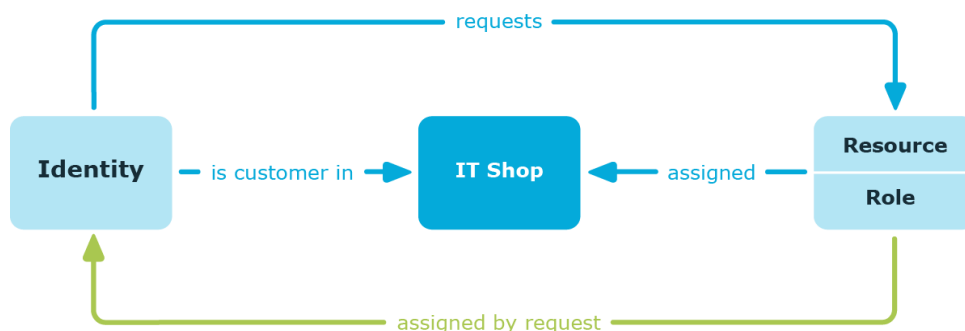 requests
Identity
is customer in
IT Shop
assigned
Resource
Role
assigned by request